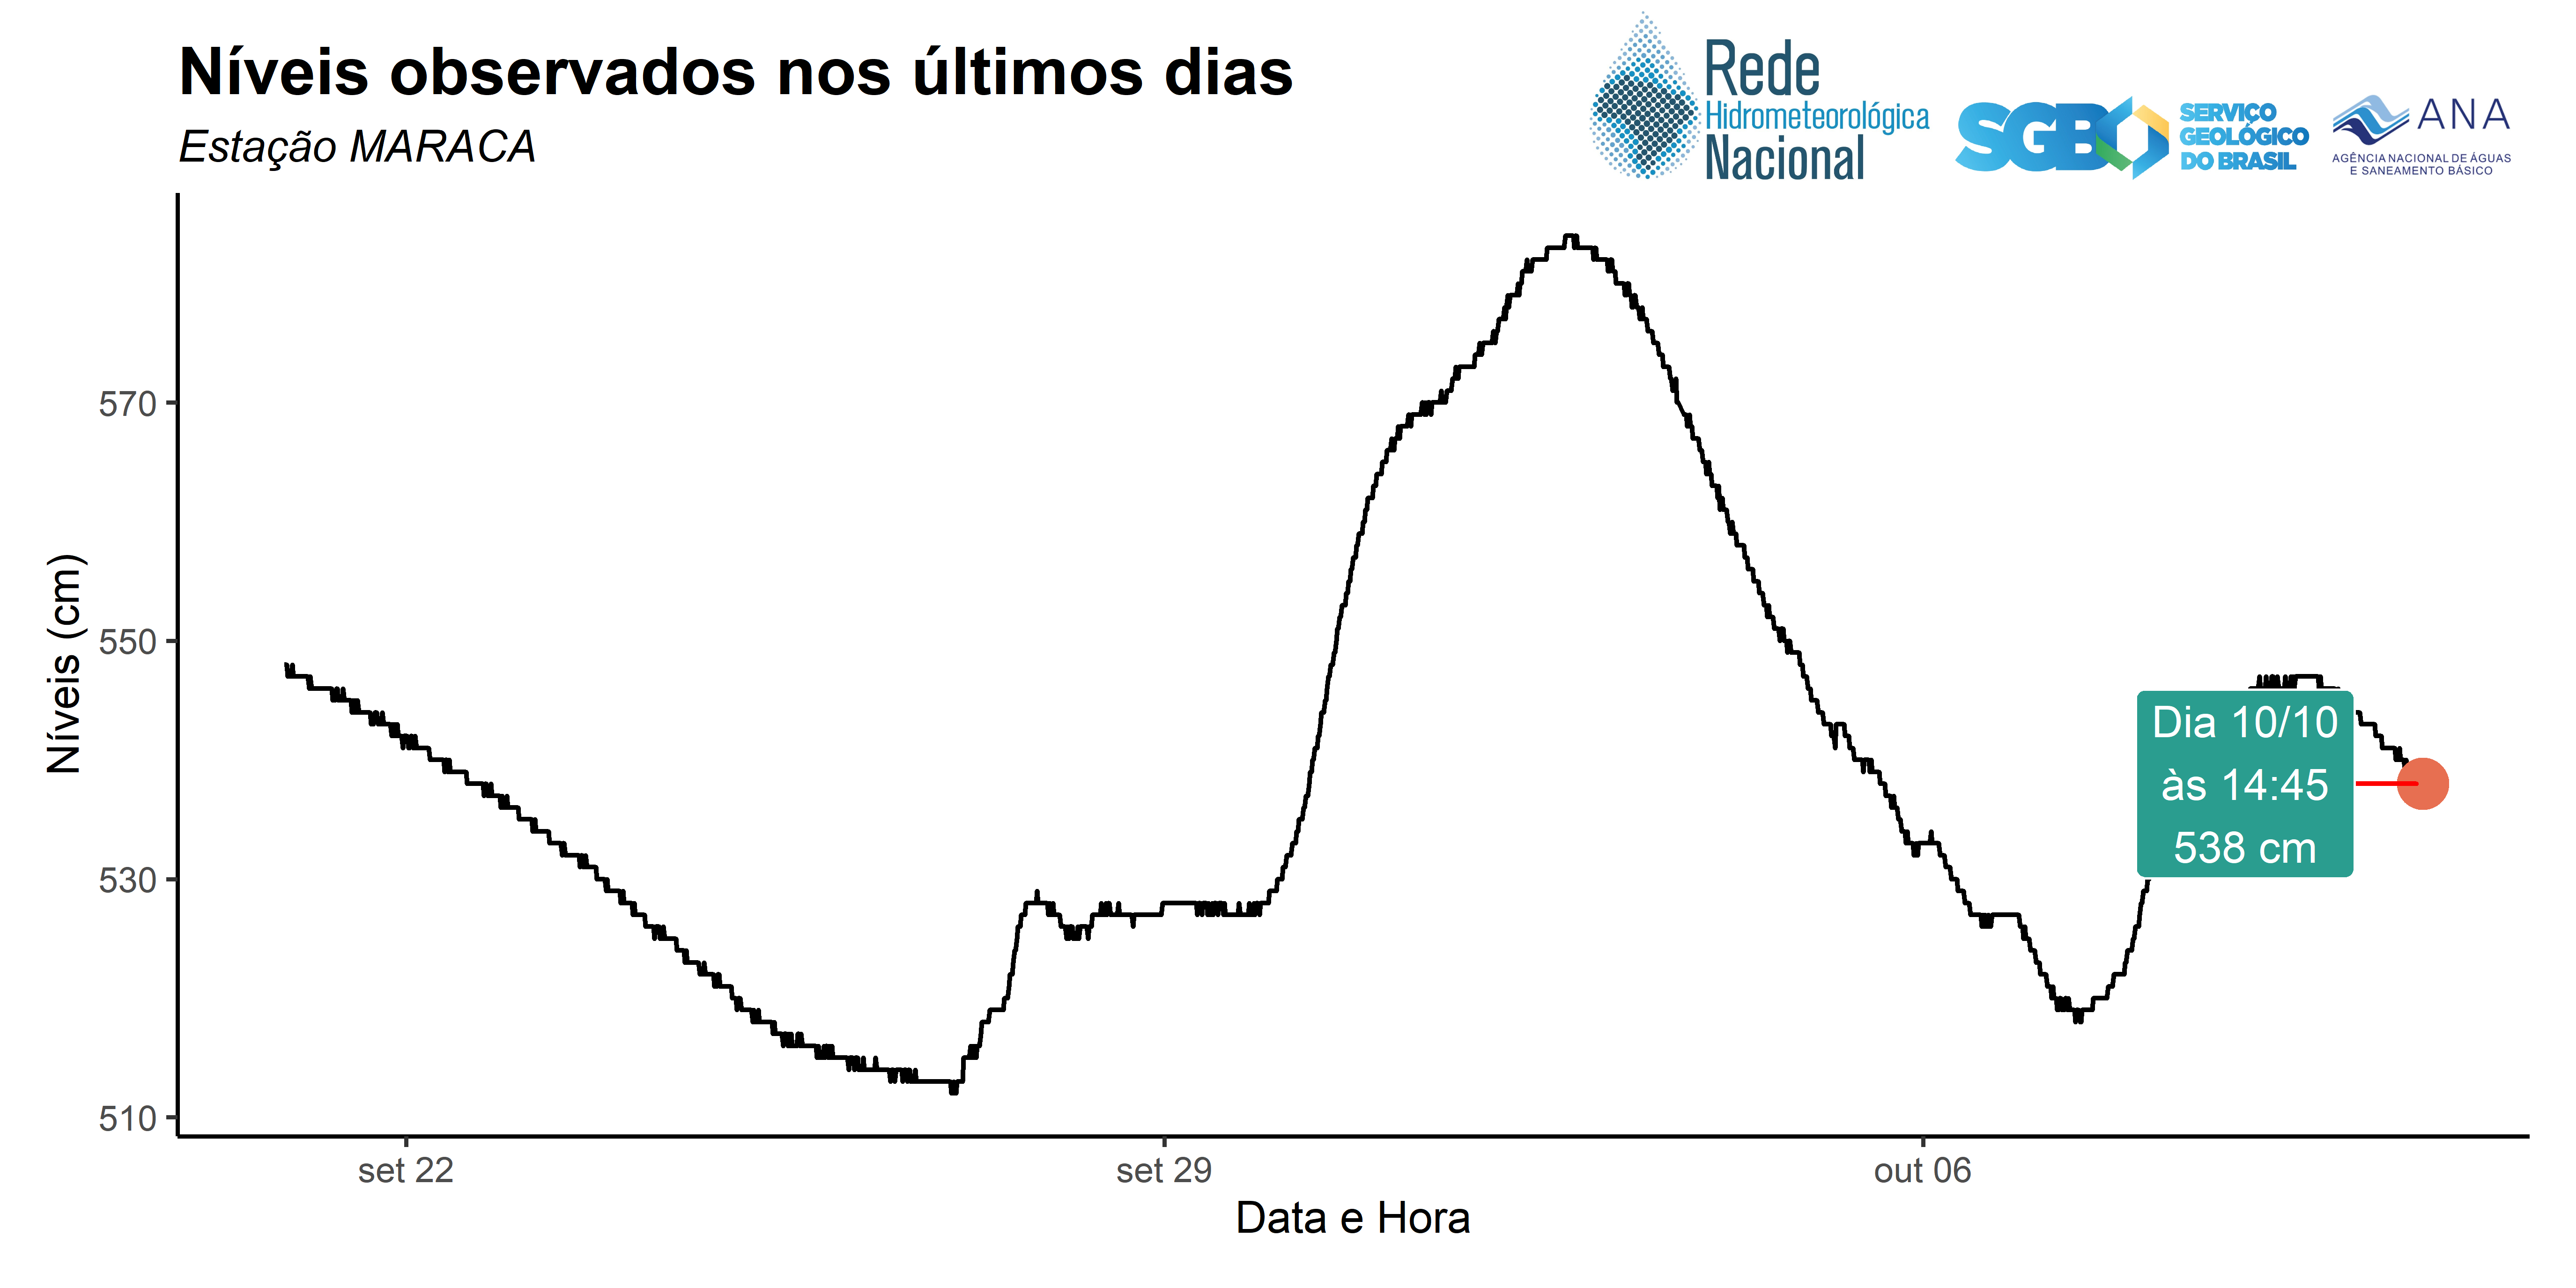 Níveis observados nos últimos dias
Estação MARACA
Rede
Hidrometeorológica
Nacional
SGB
SERVIÇO
GEOLÓGICO
DO BRASIL
ANA
AGÊNCIA NACIONAL DE ÁGUAS
E SANEAMENTO BÁSICO
Níveis (cm)
570
550
530
510
Dia 10/10
às 14:45
538 cm
set 22
set 29
out 06
Data e Hora